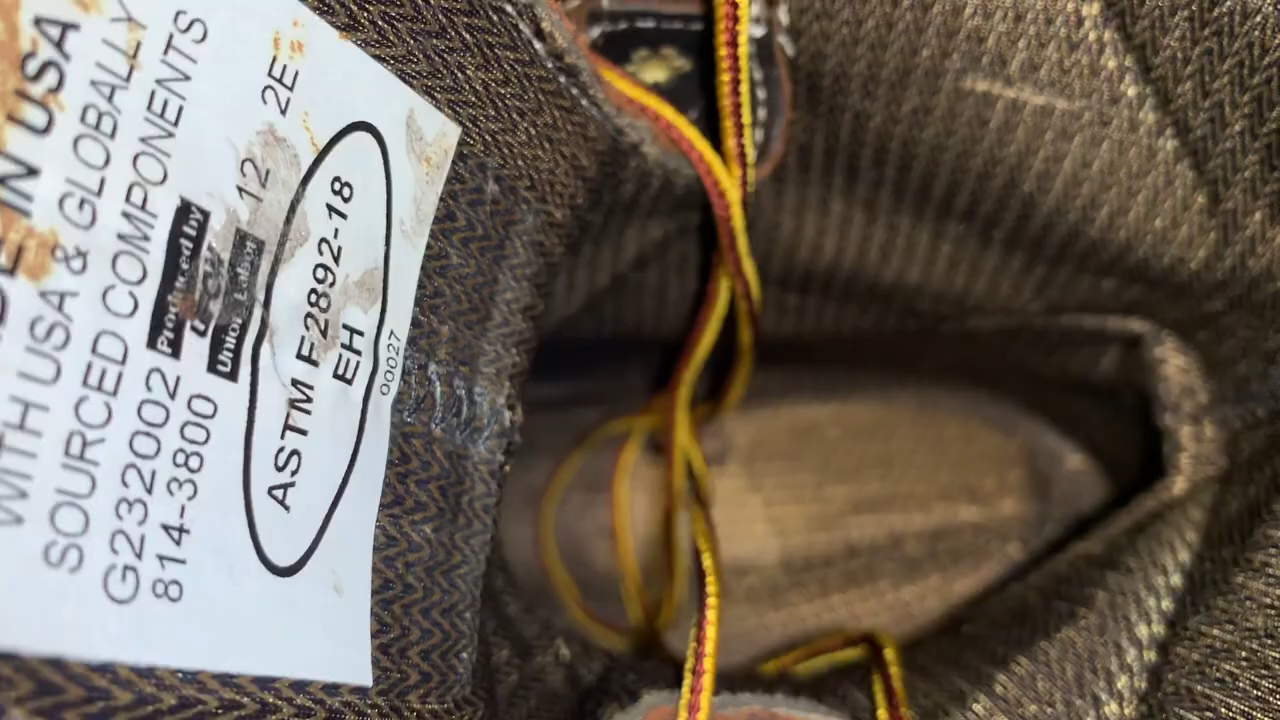 MADE IN USA
WITH USA & GLOBALLY
SOURCED COMPONENTS
G232002 Produced by
Union Labor
814-3800 12 2E
ASTM F2892-18
EH
00027